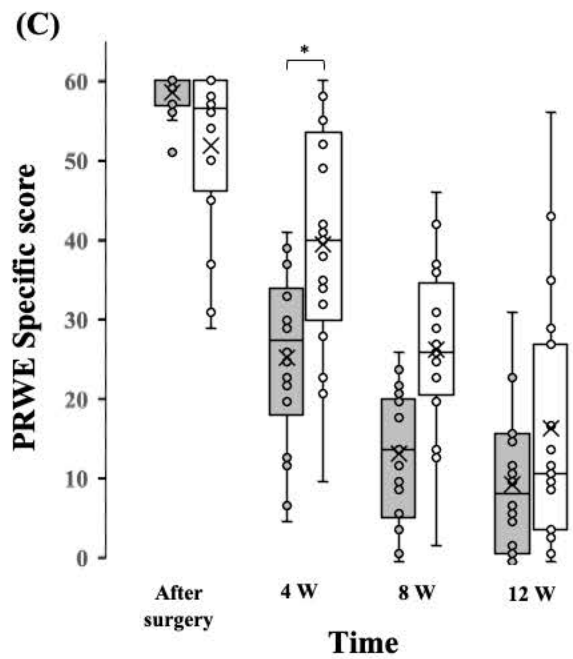 (C)
*
PRWE Specific score
60
50
40
30
20
10
0
After
surgery
4 W
8 W
12 W
Time